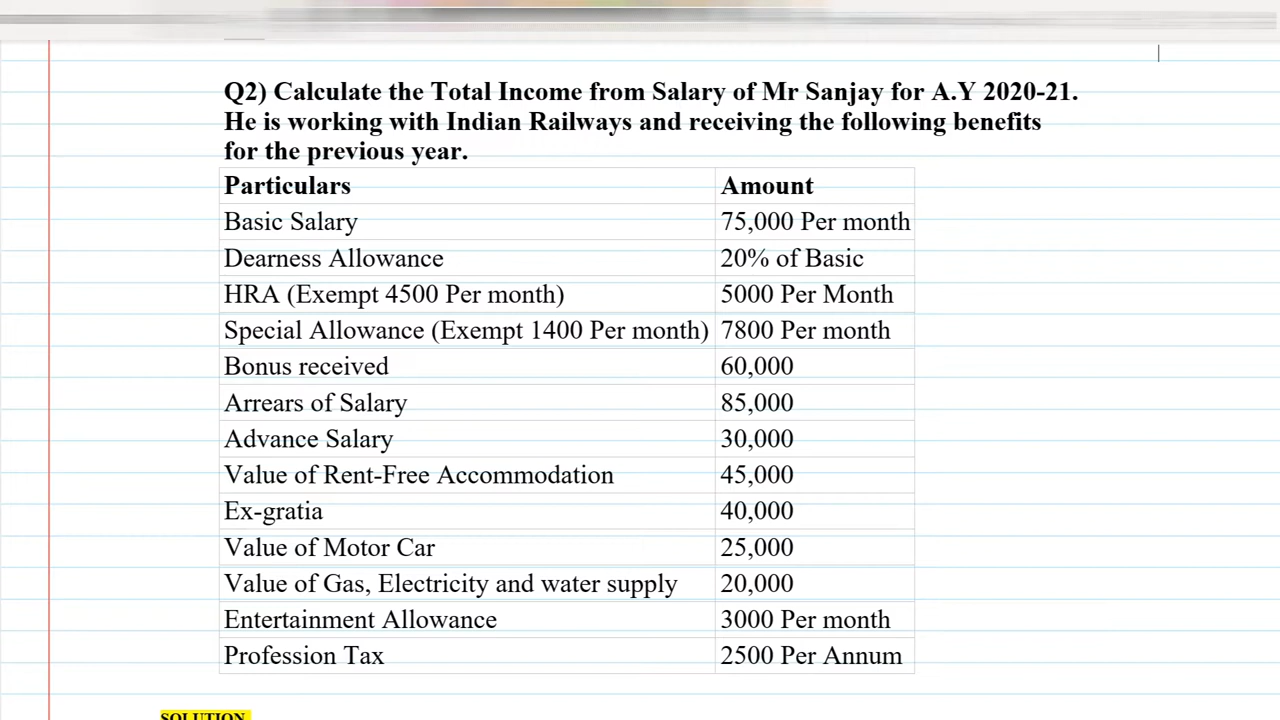 Q2) Calculate the Total Income from Salary of Mr Sanjay for A.Y 2020-21.
He is working with Indian Railways and receiving the following benefits
for the previous year.
Particulars Amount
Basic Salary 75,000 Per month
Dearness Allowance 20% of Basic
HRA (Exempt 4500 Per month) 5000 Per Month
Special Allowance (Exempt 1400 Per month) 7800 Per month
Bonus received 60,000
Arrears of Salary 85,000
Advance Salary 30,000
Value of Rent-Free Accommodation 45,000
Ex-gratia 40,000
Value of Motor Car 25,000
Value of Gas, Electricity and water supply 20,000
Entertainment Allowance 3000 Per month
Profession Tax 2500 Per Annum
SOLUTION